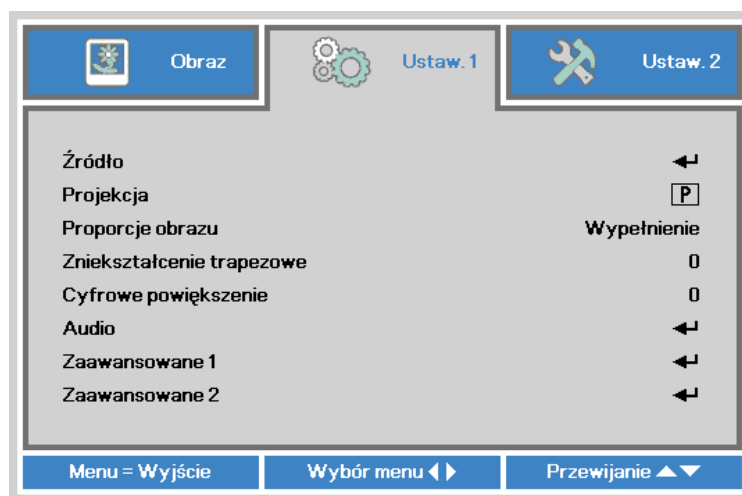 Obraz Ustaw. 1 Ustaw. 2
Źródło
Projekcja P
Proporcje obrazu Wypełnienie
Zniekształcenie trapezowe 0
Cyfrowe powiększenie 0
Audio
Zaawansowane 1
Zaawansowane 2
Menu = Wyjście Wybór menu Przewijanie